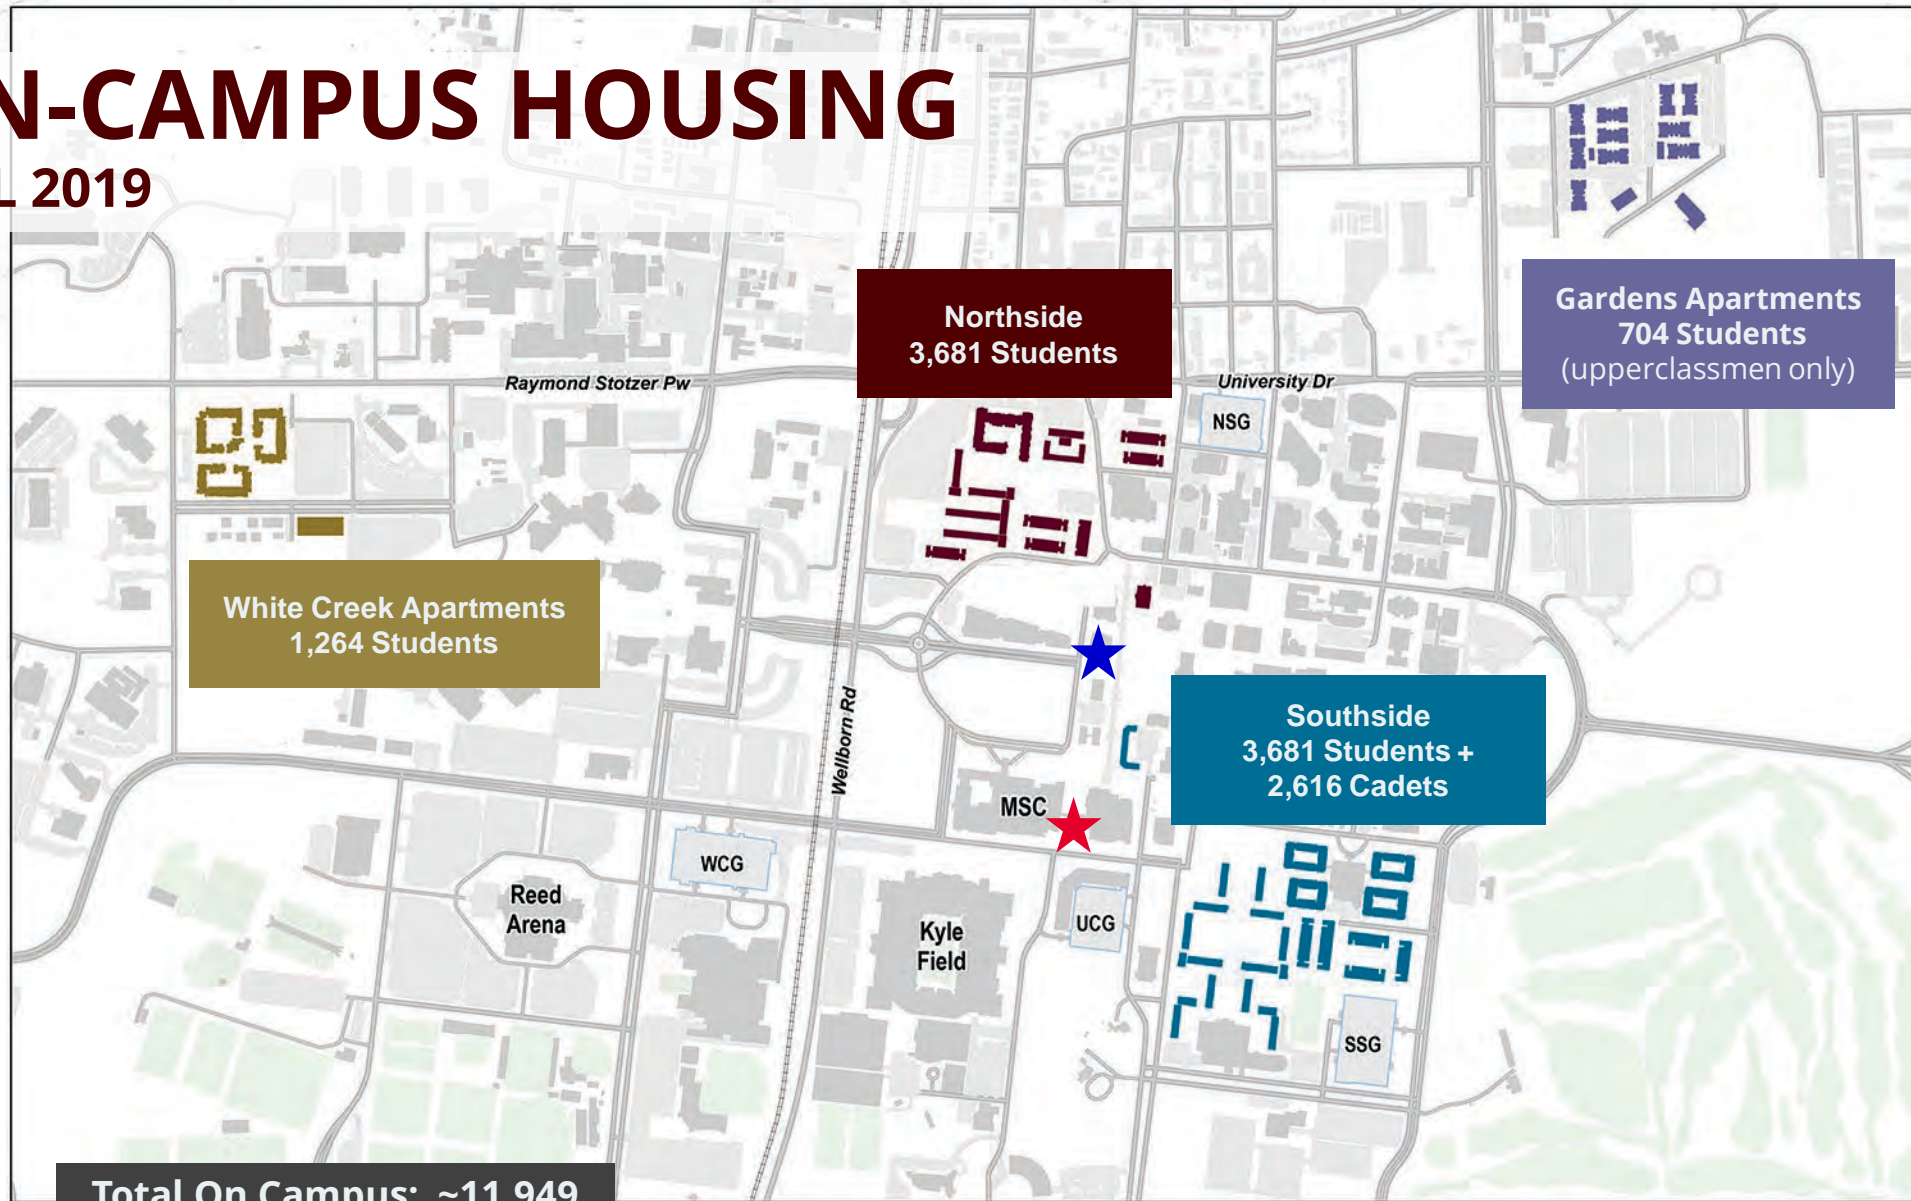 N-CAMPUS HOUSING
L 2019
Northside
3,681 Students
Gardens Apartments
704 Students
(upperclassmen only)
Raymond Stotzer Pw
University Dr
NSG
White Creek Apartments
1,264 Students
Wellborn Rd
Southside
3,681 Students +
2,616 Cadets
MSC
WCG
Reed
Arena
Kyle
Field
UCG
SSG
Total On Campus: ~11,949